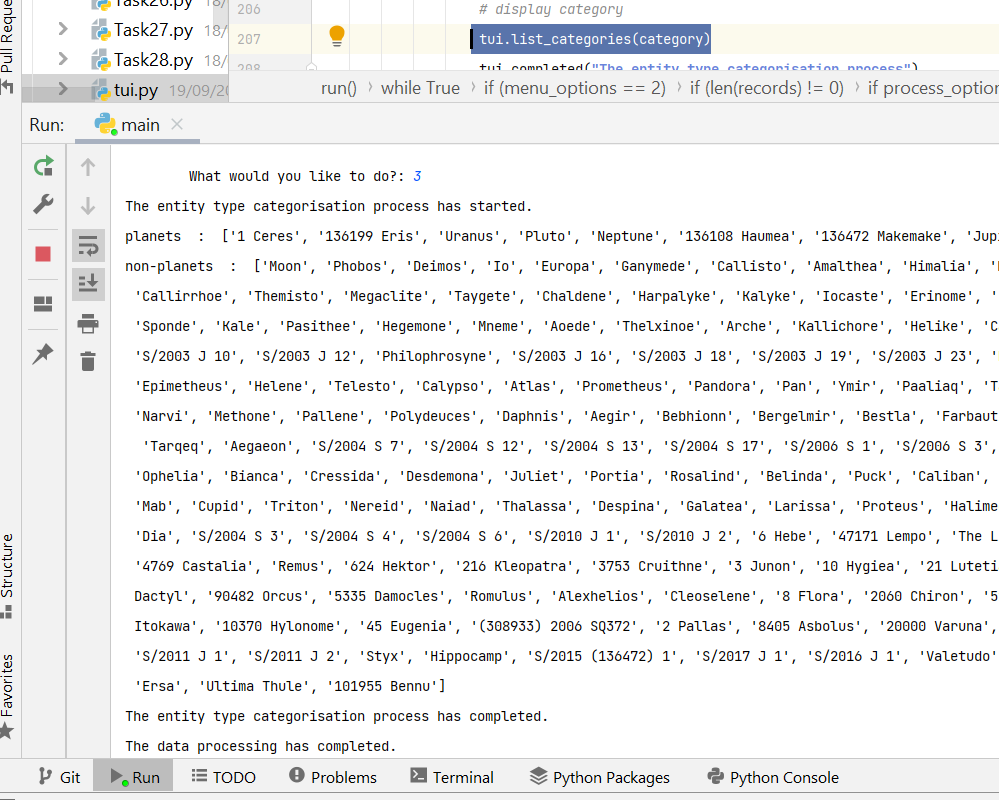 Task26.py 18/
206
# display category
Task27.py 18/
207
tui.list_categories(category)
Task28.py 18/
208
tui.completed("The entity type categorisation process")
tui.py 19/09/20
run() › while True › if (menu_options == 2) › if (len(records) != 0) › if process_option
Pull Reque
Run: main
What would you like to do?: 3
The entity type categorisation process has started.
planets : ['1 Ceres', '136199 Eris', 'Uranus', 'Pluto', 'Neptune', '136108 Haumea', '136472 Makemake', 'Jup
non-planets : ['Moon', 'Phobos', 'Deimos', 'Io', 'Europa', 'Ganymede', 'Callisto', 'Amalthea', 'Himalia', '
'Callirrhoe', 'Themisto', 'Megaclite', 'Taygete', 'Chaldene', 'Harpalyke', 'Kalyke', 'Iocaste', 'Erinome', '
'Sponde', 'Kale', 'Pasithee', 'Hegemone', 'Mneme', 'Aoede', 'Thelxinoe', 'Arche', 'Kallichore', 'Helike', 'C
'S/2003 J 10', 'S/2003 J 12', 'Philophrosyne', 'S/2003 J 16', 'S/2003 J 18', 'S/2003 J 19', 'S/2003 J 23', '
'Epimetheus', 'Helene', 'Telesto', 'Calypso', 'Atlas', 'Prometheus', 'Pandora', 'Pan', 'Ymir', 'Paaliaq', 'T
'Narvi', 'Methone', 'Pallene', 'Polydeuces', 'Daphnis', 'Aegir', 'Bebhionn', 'Bergelmir', 'Bestla', 'Farbaut
'Tarqeq', 'Aegaeon', 'S/2004 S 7', 'S/2004 S 12', 'S/2004 S 13', 'S/2004 S 17', 'S/2006 S 1', 'S/2006 S 3',
'Ophelia', 'Bianca', 'Cressida', 'Desdemona', 'Juliet', 'Portia', 'Rosalind', 'Belinda', 'Puck', 'Caliban',
'Mab', 'Cupid', 'Triton', 'Nereid', 'Naiad', 'Thalassa', 'Despina', 'Galatea', 'Larissa', 'Proteus', 'Halime
'Dia', 'S/2004 S 3', 'S/2004 S 4', 'S/2004 S 6', 'S/2010 J 1', 'S/2010 J 2', '6 Hebe', '47171 Lempo', 'The L
'4769 Castalia', 'Remus', '624 Hektor', '216 Kleopatra', '3753 Cruithne', '3 Junon', '10 Hygiea', '21 Luteti
Dactyl', '90482 Orcus', '5335 Damocles', 'Romulus', 'Alexhelios', 'Cleoselene', '8 Flora', '2060 Chiron', '5
Itokawa', '10370 Hylonome', '45 Eugenia', '(308933) 2006 SQ372', '2 Pallas', '8405 Asbolus', '20000 Varuna',
'S/2011 J 1', 'S/2011 J 2', 'Styx', 'Hippocamp', 'S/2015 (136472) 1', 'S/2017 J 1', 'S/2016 J 1', 'Valetudo'
'Ersa', 'Ultima Thule', '101955 Bennu']
The entity type categorisation process has completed.
The data processing has completed.
Structure
Favorites
Git Run TODO Problems Terminal Python Packages Python Console